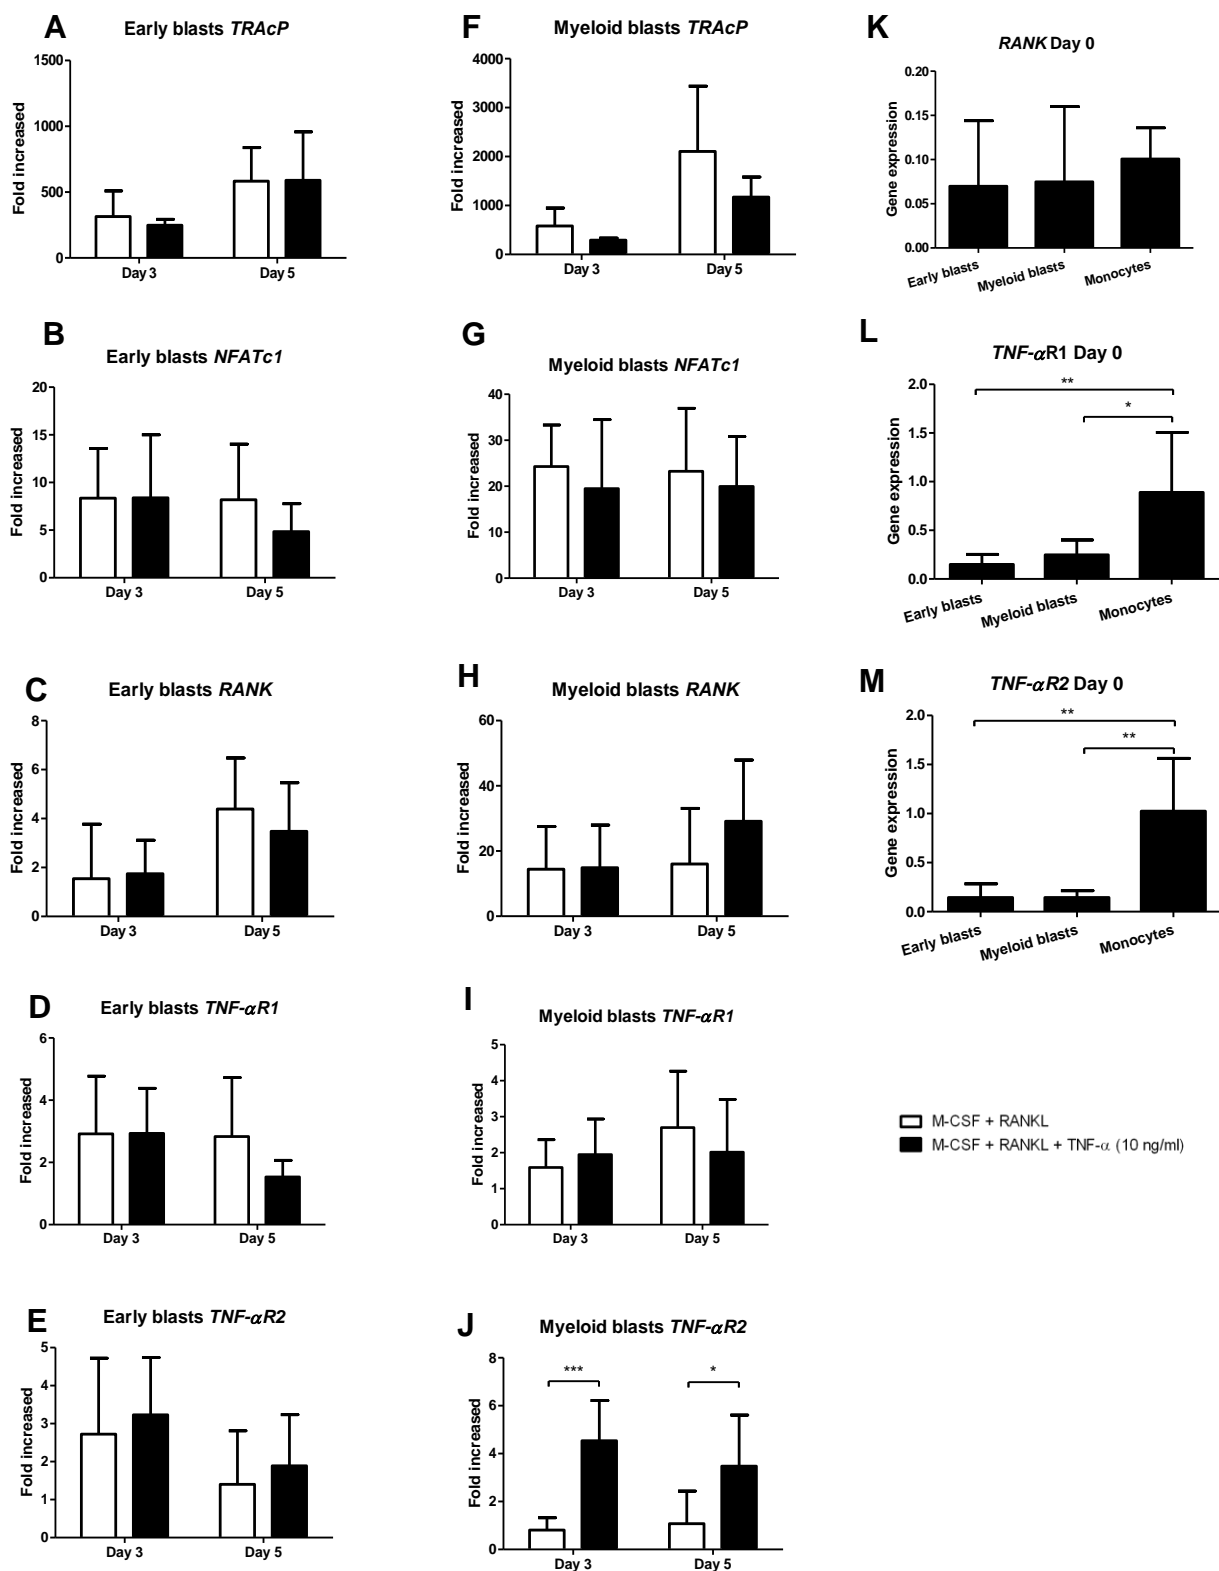 A
Early blasts TRAcP
Fold increased
1500
1000
500
0
Day 3
Day 5
B
Early blasts NFATc1
Fold increased
20
15
10
5
0
Day 3
Day 5
C
Early blasts RANK
Fold increased
8
6
4
2
0
Day 3
Day 5
D
Early blasts TNF-αR1
Fold increased
6
4
2
0
Day 3
Day 5
E
Early blasts TNF-αR2
Fold increased
5
4
3
2
1
0
Day 3
Day 5
F
Myeloid blasts TRAcP
Fold increased
4000
3000
2000
1000
0
Day 3
Day 5
G
Myeloid blasts NFATc1
Fold increased
40
30
20
10
0
Day 3
Day 5
H
Myeloid blasts RANK
Fold increased
60
40
20
0
Day 3
Day 5
I
Myeloid blasts TNF-αR1
Fold increased
5
4
3
2
1
0
Day 3
Day 5
J
Myeloid blasts TNF-αR2
Fold increased
8
6
4
2
0
***
*
Day 3
Day 5
K
RANK Day 0
Gene expression
0.20
0.15
0.10
0.05
0.00
Early blasts
Myeloid blasts
Monocytes
L
TNF-αR1 Day 0
Gene expression
2.0
1.5
1.0
0.5
0.0
**
*
Early blasts
Myeloid blasts
Monocytes
M
TNF-αR2 Day 0
Gene expression
2.0
1.5
1.0
0.5
0.0
**
**
Early blasts
Myeloid blasts
Monocytes
M-CSF + RANKL
M-CSF + RANKL + TNF-α (10 ng/ml)